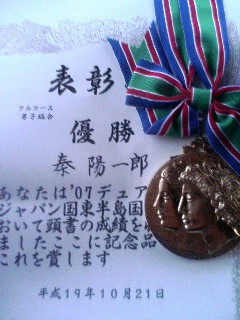 表彰
フルコース
男子総合
優勝
秦 陽一郎
あなたは'07デュア
ジャパン国東半島国
おいて頭書の成績を
ましたここに記念品
これを賞します
平成19年10月21日